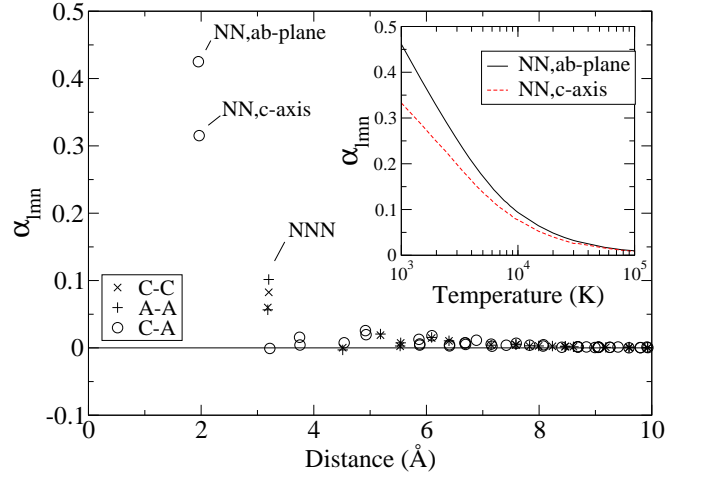 0.5
0.4
0.3
0.2
0.1
0
-0.1
α_lmn
0 2 4 6 8 10
Distance (Å)
NN,ab-plane
NN,c-axis
NNN
C-C
A-A
C-A
0.5
0.4
0.3
0.2
0.1
0
α_lmn
NN,ab-plane
NN,c-axis
10^3 10^4 10^5
Temperature (K)